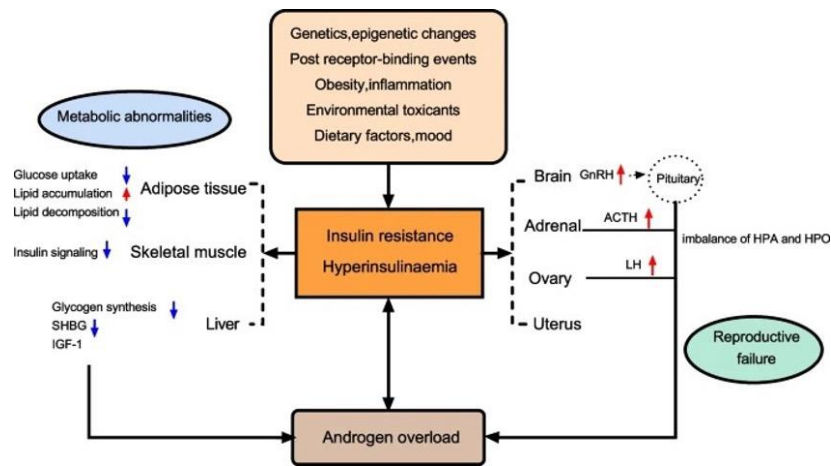 Genetics,epigenetic changes
Post receptor-binding events
Obesity,inflammation
Environmental toxicants
Dietary factors,mood
Metabolic abnormalities
Glucose uptake
Lipid accumulation
Lipid decomposition
Adipose tissue
Insulin signaling
Skeletal muscle
Glycogen synthesis
SHBG
IGF-1
Liver
Insulin resistance
Hyperinsulinaemia
Brain
GnRH
Pituitary
Adrenal
ACTH
imbalance of HPA and HPO
Ovary
LH
Uterus
Reproductive
failure
Androgen overload